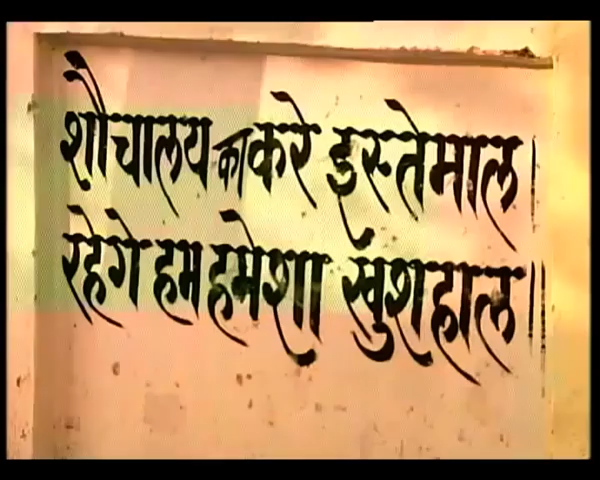 शौचालय का करे इस्तेमाल।
रहेगे हम हमेशा खुशहाल॥